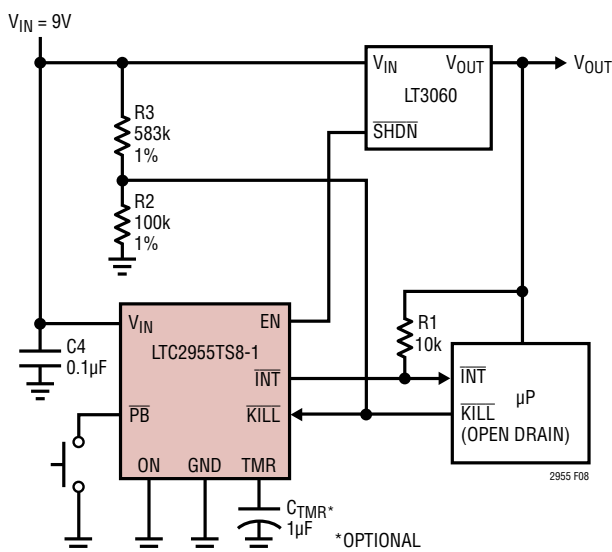 VIN = 9V
R3
583k
1%
R2
100k
1%
VIN
VOUT
LT3060
SHDN
VOUT
C4
0.1µF
VIN
EN
LTC2955TS8-1
INT
PB
KILL
ON
GND
TMR
CTMR*
1µF
*OPTIONAL
R1
10k
INT
µP
KILL
(OPEN DRAIN)
2955 F08